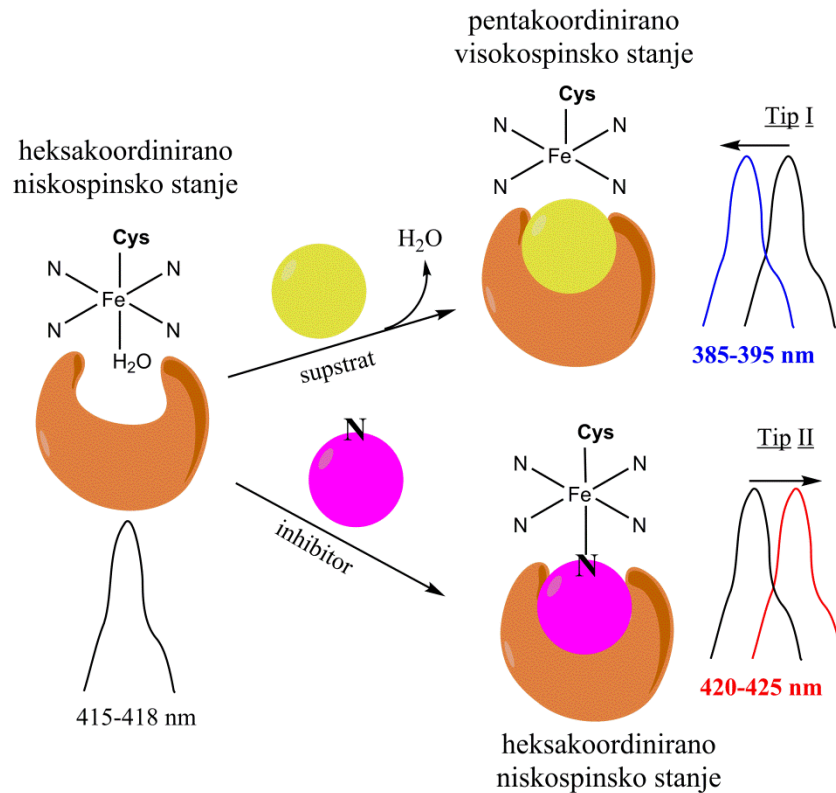 heksakoordinirano
niskospinsko stanje
Cys
N
N
Fe
N
N
H₂O
415-418 nm
supstrat
H₂O
N
inhibitor
pentakoordinirano
visokospinsko stanje
Cys
N
N
Fe
N
N
Tip I
385-395 nm
Cys
N
N
Fe
N
N
N
heksakoordinirano
niskospinsko stanje
Tip II
420-425 nm